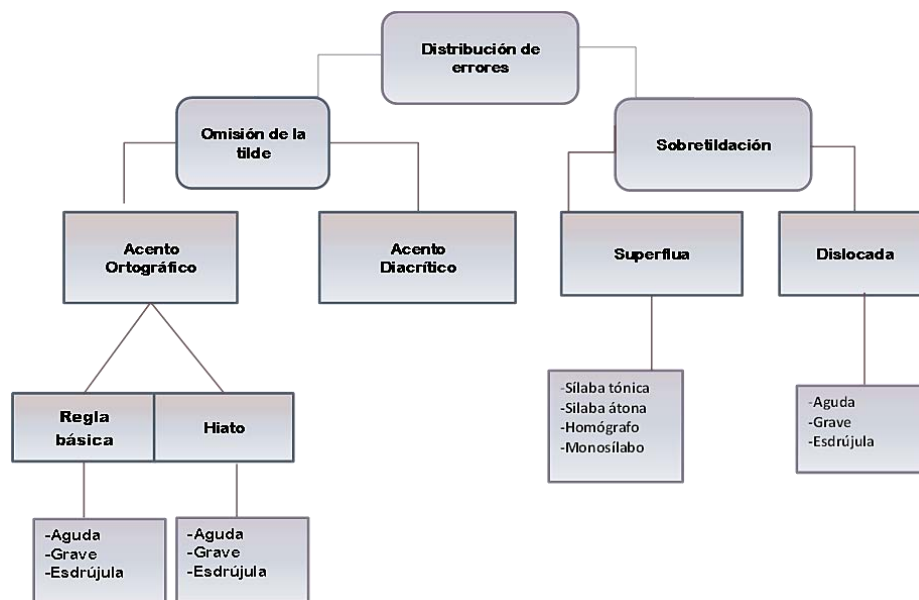 Distribución de
errores
Omisión de la
tilde
Sobretildación
Acento
Ortográfico
Acento
Diacrítico
Superflua
Dislocada
Regla
básica
Hiato
-Sílaba tónica
-Silaba átona
-Homógrafo
-Monosílabo
-Aguda
-Grave
-Esdrújula
-Aguda
-Grave
-Esdrújula
-Aguda
-Grave
-Esdrújula